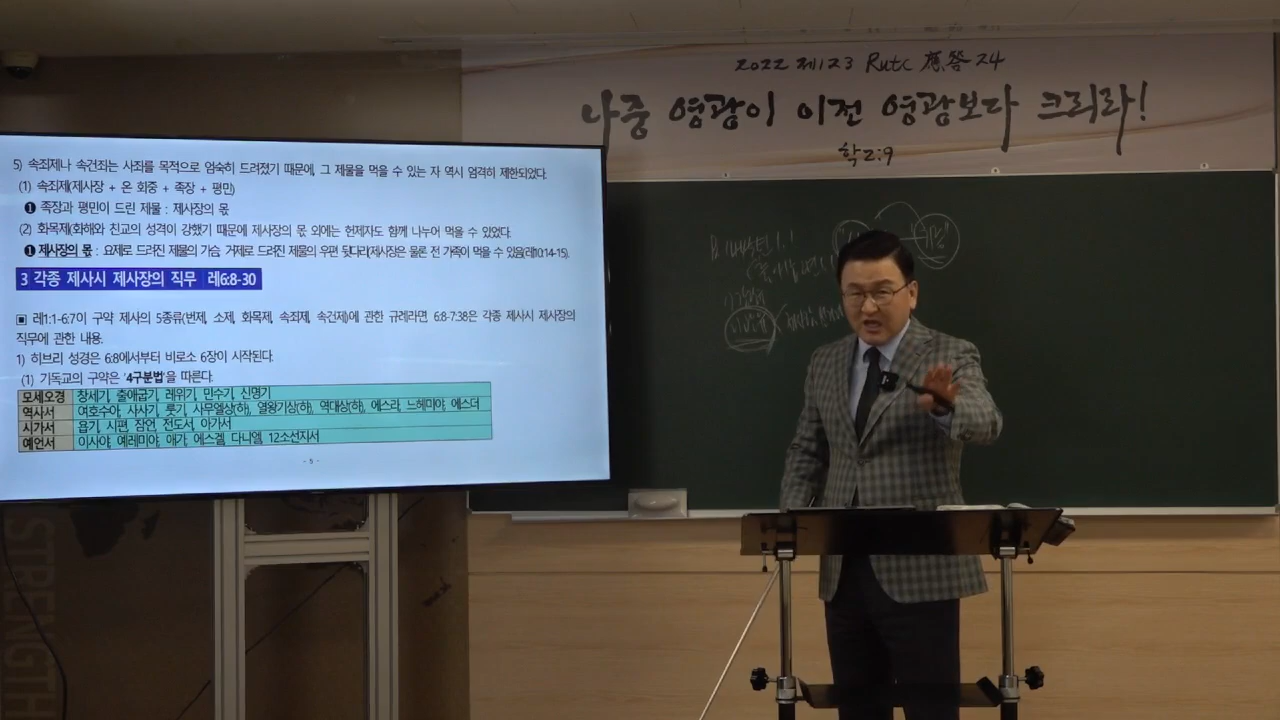 2022 제123 Rutc 應答 24
나중 영광이 이전 영광보다 크리라!
학2:9
5) 속죄제나 속건죄는 사죄를 목적으로 엄숙히 드려졌기 때문에, 그 제물을 먹을 수 있는 자 역시 엄격히 제한되었다.
(1) 속죄제(제사장 + 온 회중 + 족장 + 평민)
❶ 족장과 평민이 드린 제물 : 제사장의 몫
(2) 화목제(화해와 친교의 성격이 강했기 때문에 제사장의 몫 외에는 헌제자도 함께 나누어 먹을 수 있었다.
❶ 제사장의 몫 : 요제로 드려진 제물의 가슴, 거제로 드려진 제물의 우편 뒷다리(제사장은 물론 전 가족이 먹을 수 있음(레10:14-15).
3 각종 제사시 제사장의 직무 레6:8-30
▣ 레1:1-6:7이 구약 제사의 5종류(번제, 소제, 화목제, 속죄제, 속건제)에 관한 규례라면 6:8-7:38은 각종 제사시 제사장의
직무에 관한 내용.
1) 히브리 성경은 6:8에서부터 비로소 6장이 시작된다.
(1) 기독교의 구약은 '4구분법'을 따른다.
모세오경 창세기, 출애굽기, 레위기, 민수기, 신명기
역사서 여호수아, 사사기, 룻기, 사무엘상(하), 열왕기상(하), 역대상(하), 에스라, 느헤미야, 에스더
시가서 욥기, 시편, 잠언, 전도서, 아가서
예언서 이사야, 예레미야, 애가, 에스겔, 다니엘, 12소선지서
- 5 -
STRENGTH